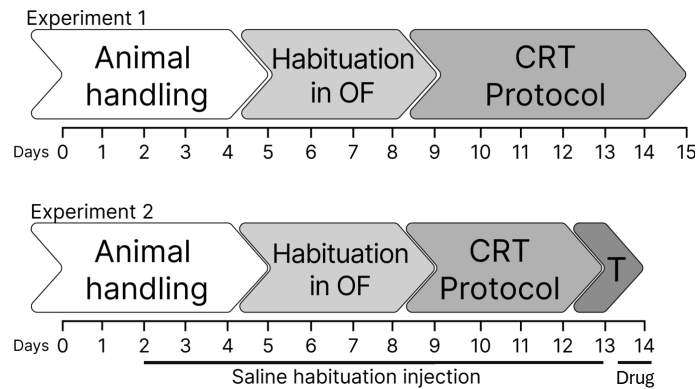 Experiment 1
Animal
handling
Habituation
in OF
CRT
Protocol
Days 0 1 2 3 4 5 6 7 8 9 10 11 12 13 14 15
Experiment 2
Animal
handling
Habituation
in OF
CRT
Protocol
T
Days 0 1 2 3 4 5 6 7 8 9 10 11 12 13 14
Saline habituation injection
Drug